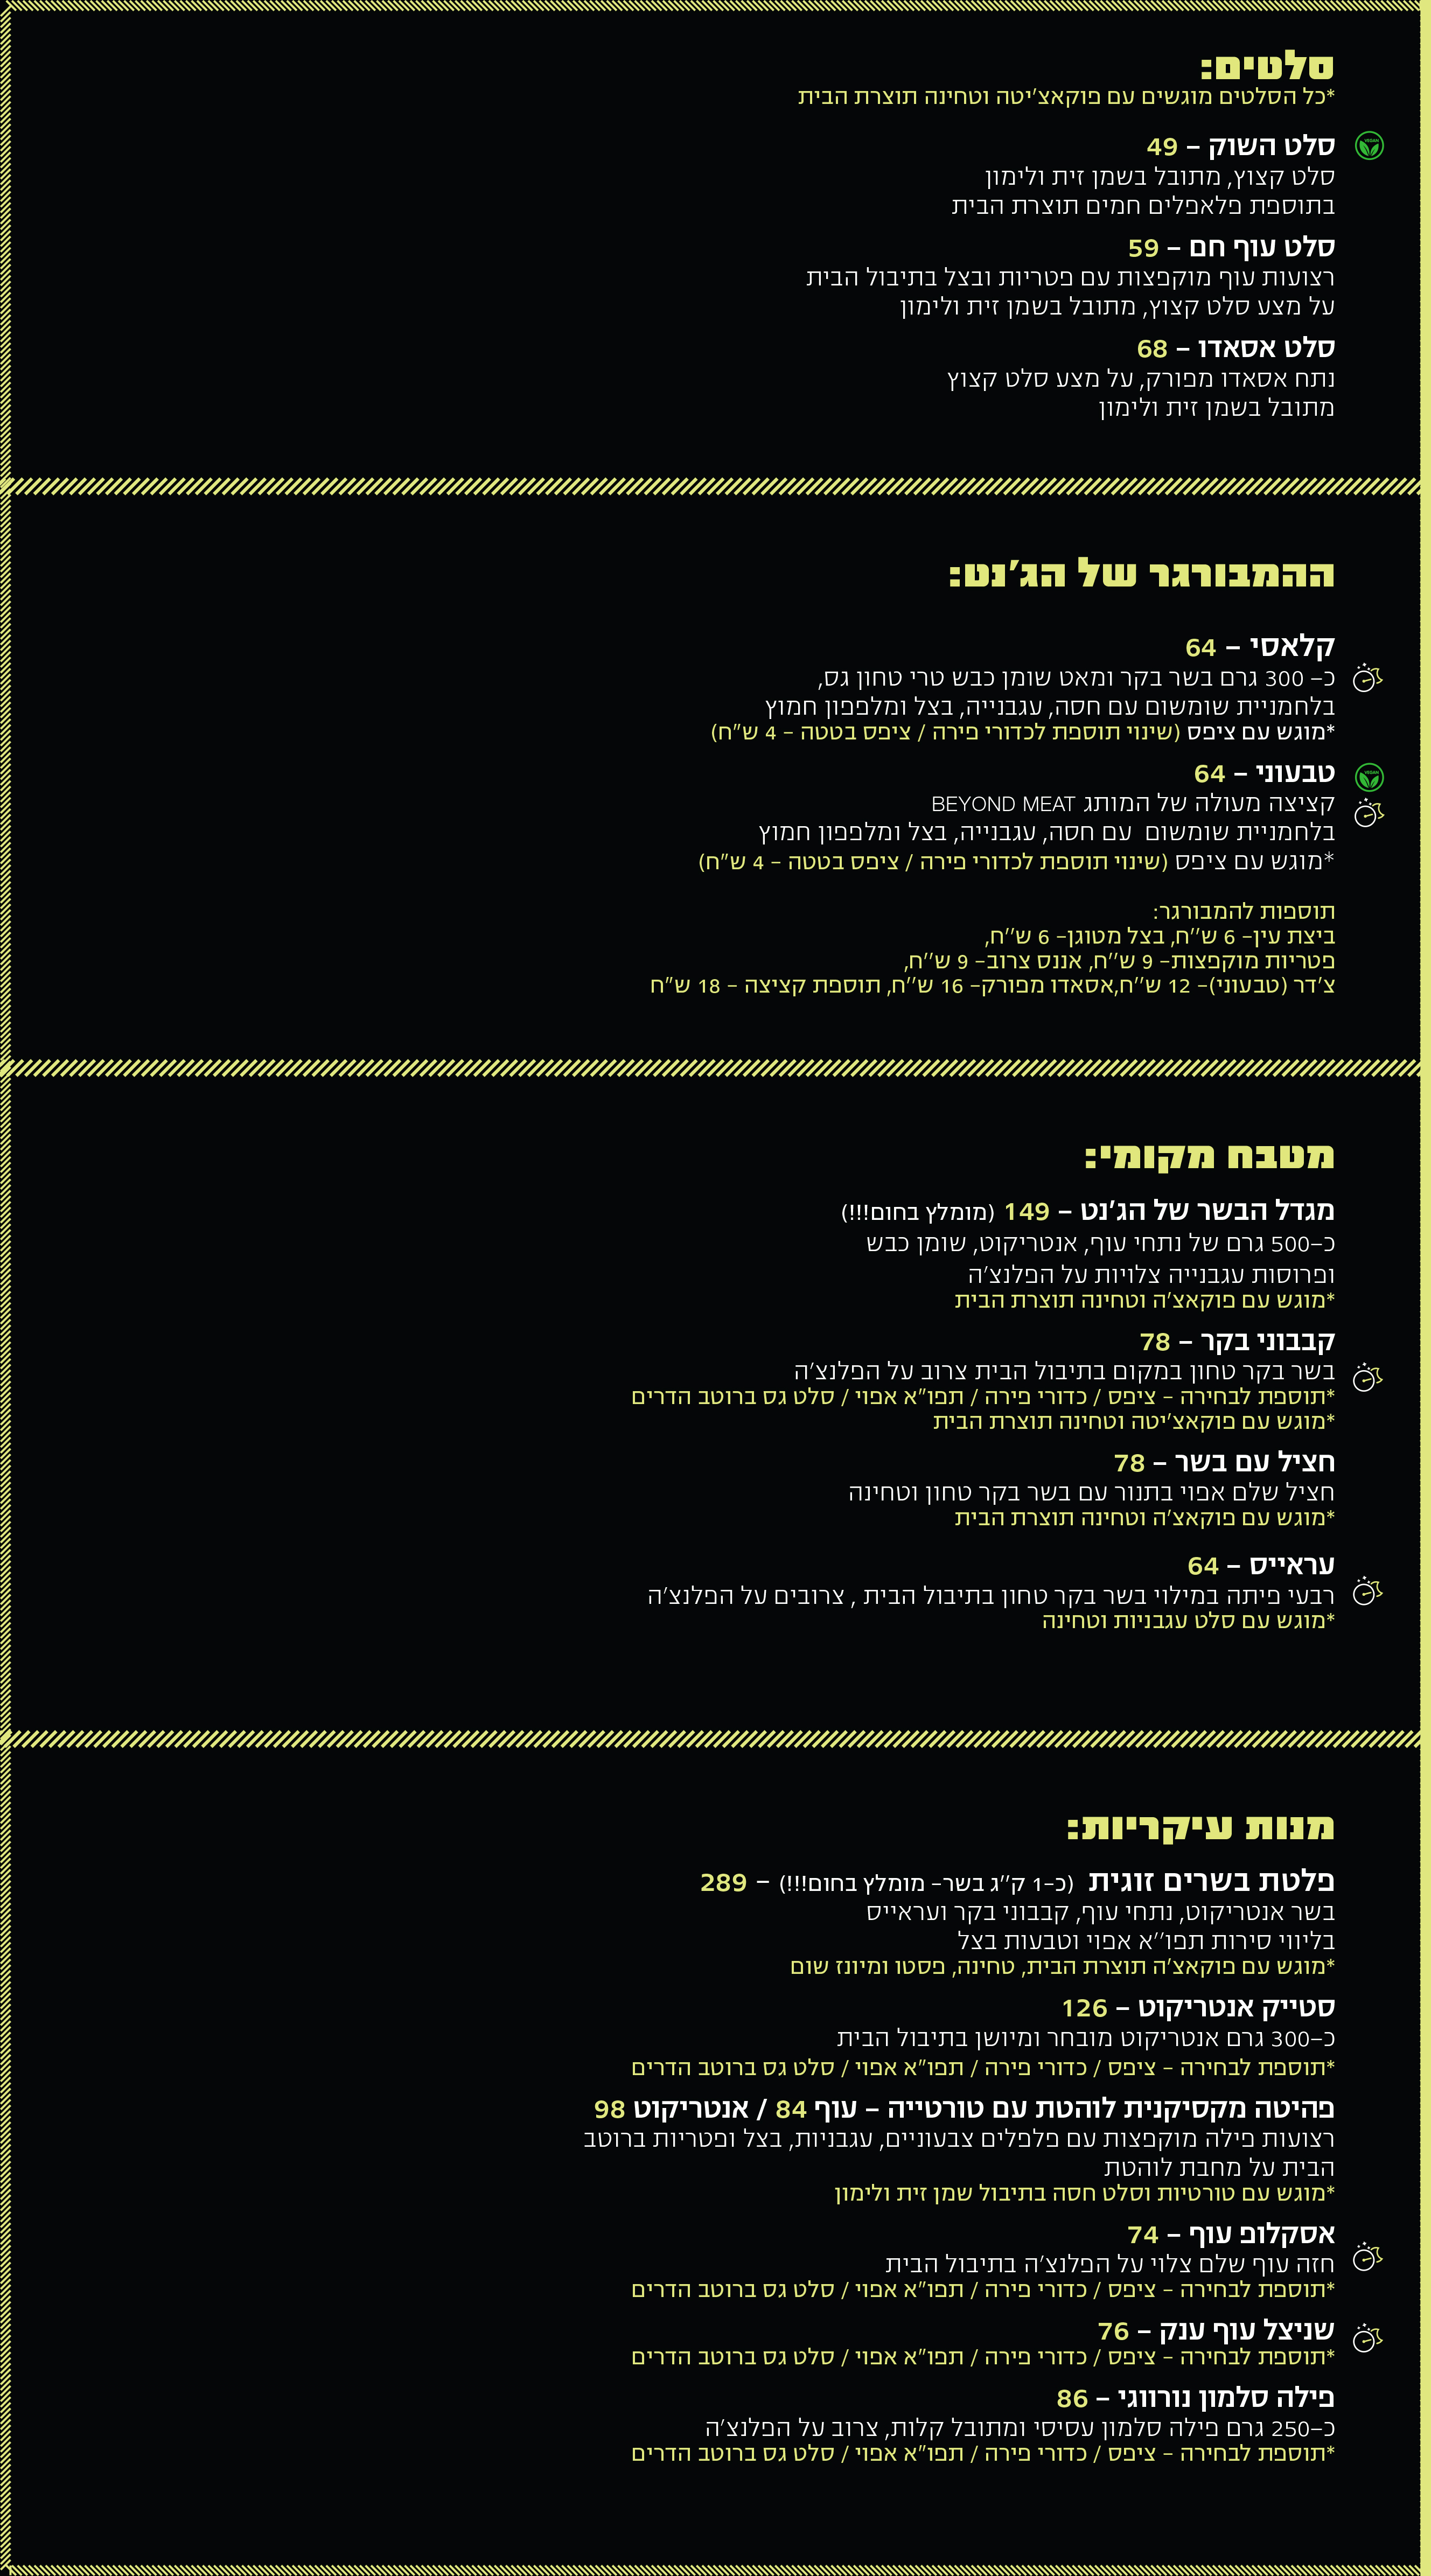 סלטים:
*כל הסלטים מוגשים עם פוקאצ'יטה וטחינה תוצרת הבית
VEGAN
סלט השוק – 49
סלט קצוץ, מתובל בשמן זית ולימון
בתוספת פלאפלים חמים תוצרת הבית
סלט עוף חם – 59
רצועות עוף מוקפצות עם פטריות ובצל בתיבול הבית
על מצע סלט קצוץ, מתובל בשמן זית ולימון
סלט אסאדו – 68
נתח אסאדו מפורק, על מצע סלט קצוץ
מתובל בשמן זית ולימון
ההמבורגר של הג'נט:
קלאסי – 64
כ– 300 גרם בשר בקר ומאט שומן כבש טרי טחון גס,
בלחמניית שומשום עם חסה, עגבנייה, בצל ומלפפון חמוץ
*מוגש עם ציפס (שינוי תוספת לכדורי פירה / ציפס בטטה - 4 ש"ח)
VEGAN
טבעוני – 64
קציצה מעולה של המותג BEYOND MEAT
בלחמניית שומשום  עם חסה, עגבנייה, בצל ומלפפון חמוץ
*מוגש עם ציפס (שינוי תוספת לכדורי פירה / ציפס בטטה - 4 ש"ח)
תוספות להמבורגר:
ביצת עין- 6 ש''ח, בצל מטוגן- 6 ש''ח,
פטריות מוקפצות- 9 ש''ח, אננס צרוב- 9 ש''ח,
צ'דר (טבעוני)- 12 ש''ח,אסאדו מפורק- 16 ש''ח, תוספת קציצה - 18 ש"ח
מטבח מקומי:
מגדל הבשר של הג'נט – 149 (מומלץ בחום!!!)
כ–500 גרם של נתחי עוף, אנטריקוט, שומן כבש
ופרוסות עגבנייה צלויות על הפלנצ'ה
*מוגש עם פוקאצ'ה וטחינה תוצרת הבית
קבבוני בקר – 78
בשר בקר טחון במקום בתיבול הבית צרוב על הפלנצ'ה
*תוספת לבחירה - ציפס / כדורי פירה / תפו"א אפוי / סלט גס ברוטב הדרים
*מוגש עם פוקאצ'יטה וטחינה תוצרת הבית
חציל עם בשר – 78
חציל שלם אפוי בתנור עם בשר בקר טחון וטחינה
*מוגש עם פוקאצ'ה וטחינה תוצרת הבית
עראייס – 64
רבעי פיתה במילוי בשר בקר טחון בתיבול הבית , צרובים על הפלנצ'ה
*מוגש עם סלט עגבניות וטחינה
מנות עיקריות:
פלטת בשרים זוגית  (כ-1 ק''ג בשר- מומלץ בחום!!!) – 289
בשר אנטריקוט, נתחי עוף, קבבוני בקר ועראייס
בליווי סירות תפו''א אפוי וטבעות בצל
*מוגש עם פוקאצ'ה תוצרת הבית, טחינה, פסטו ומיונז שום
סטייק אנטריקוט – 126
כ–300 גרם אנטריקוט מובחר ומיושן בתיבול הבית
*תוספת לבחירה - ציפס / כדורי פירה / תפו"א אפוי / סלט גס ברוטב הדרים
פהיטה מקסיקנית לוהטת עם טורטייה – עוף 84 / אנטריקוט 98
רצועות פילה מוקפצות עם פלפלים צבעוניים, עגבניות, בצל ופטריות ברוטב
הבית על מחבת לוהטת
*מוגש עם טורטיות וסלט חסה בתיבול שמן זית ולימון
אסקלופ עוף – 74
חזה עוף שלם צלוי על הפלנצ'ה בתיבול הבית
*תוספת לבחירה - ציפס / כדורי פירה / תפו"א אפוי / סלט גס ברוטב הדרים
שניצל עוף ענק – 76
*תוספת לבחירה - ציפס / כדורי פירה / תפו"א אפוי / סלט גס ברוטב הדרים
פילה סלמון נורווגי – 86
כ–250 גרם פילה סלמון עסיסי ומתובל קלות, צרוב על הפלנצ'ה
*תוספת לבחירה - ציפס / כדורי פירה / תפו"א אפוי / סלט גס ברוטב הדרים